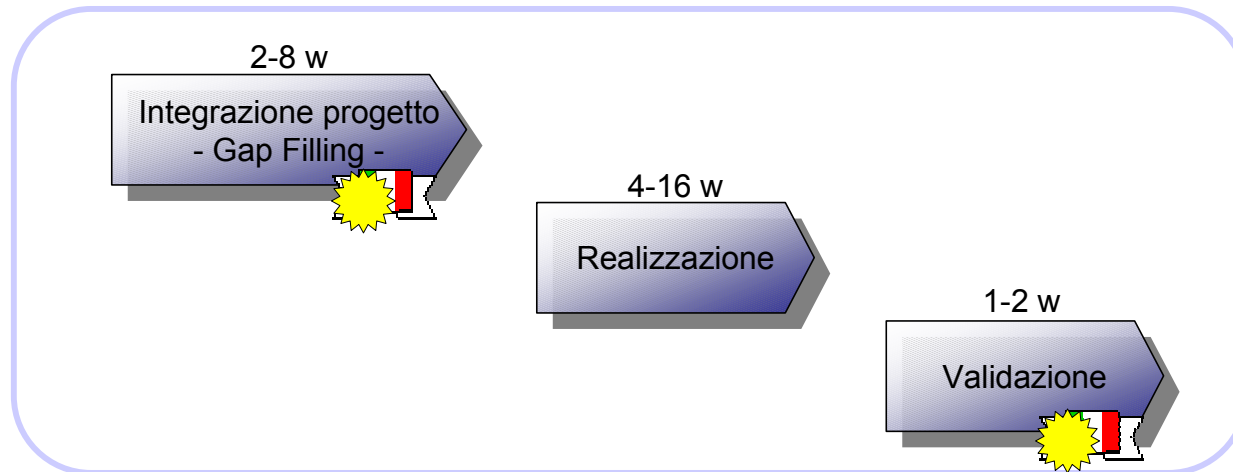 2-8 w
Integrazione progetto
- Gap Filling -
4-16 w
Realizzazione
1-2 w
Validazione